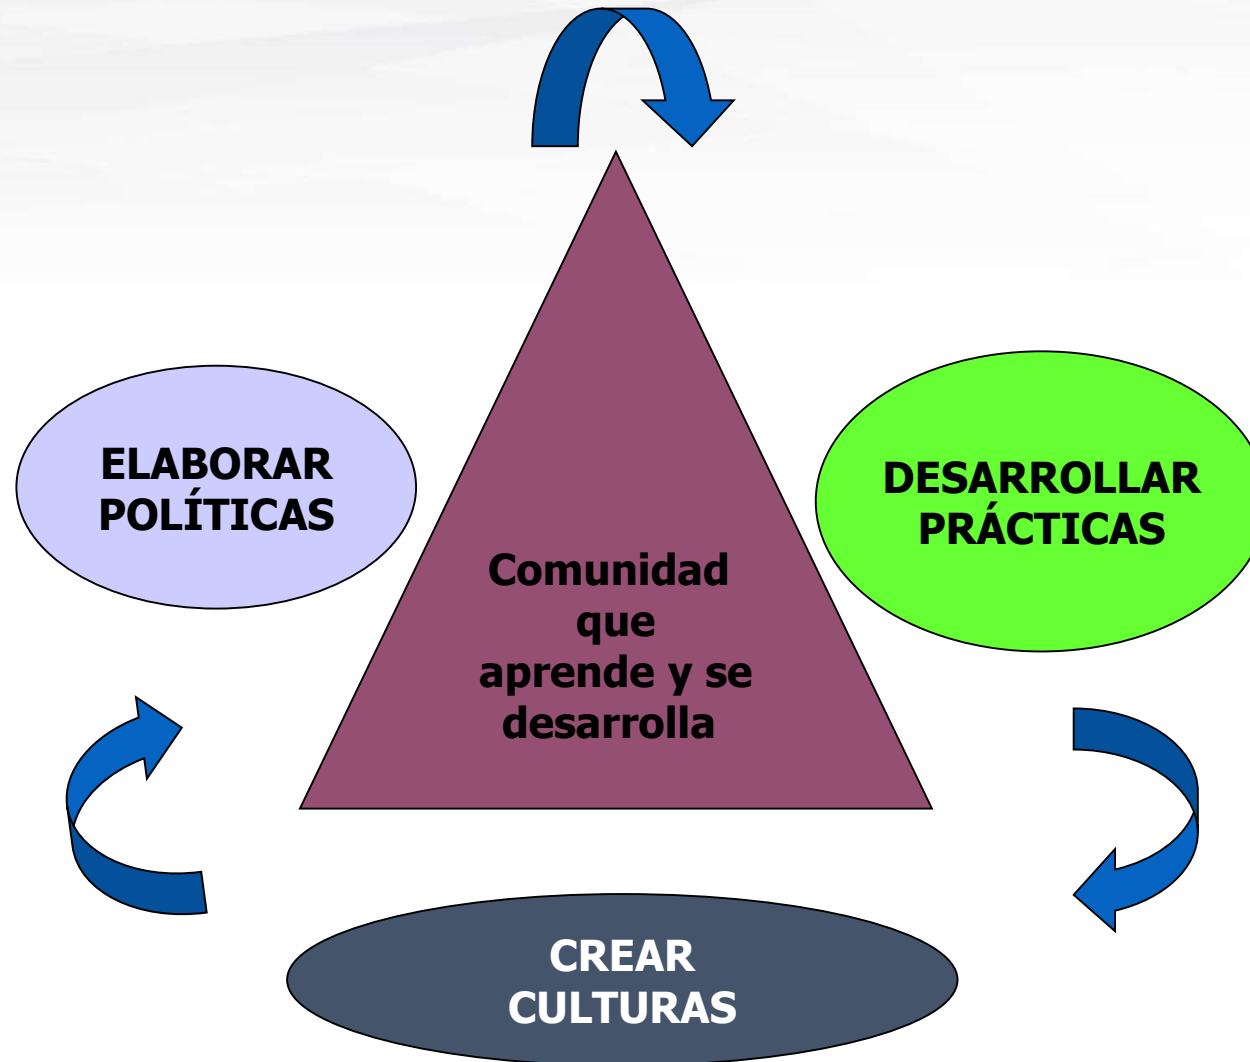 ELABORAR
POLÍTICAS
DESARROLLAR
PRÁCTICAS
Comunidad
que
aprende y se
desarrolla
CREAR
CULTURAS